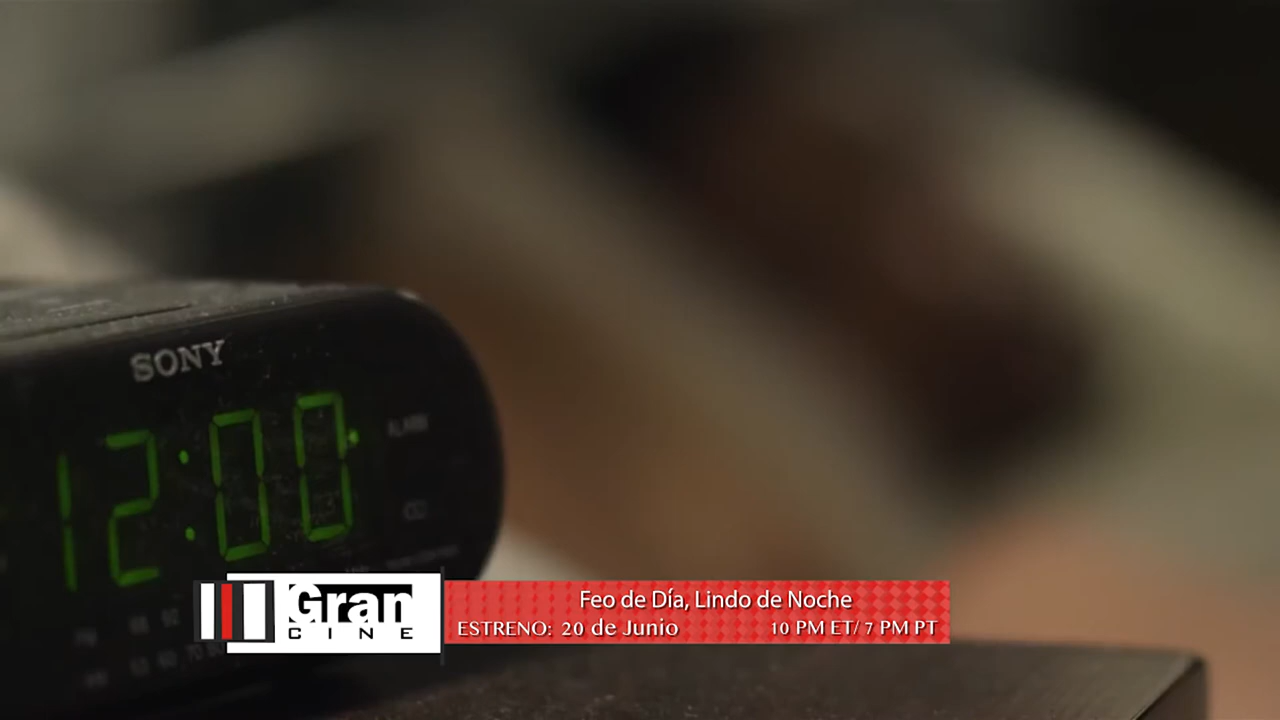 SONY
12:00
ALARM
Gran
CINE
Feo de Día, Lindo de Noche
ESTRENO: 20 de Junio
10 PM ET/ 7 PM PT